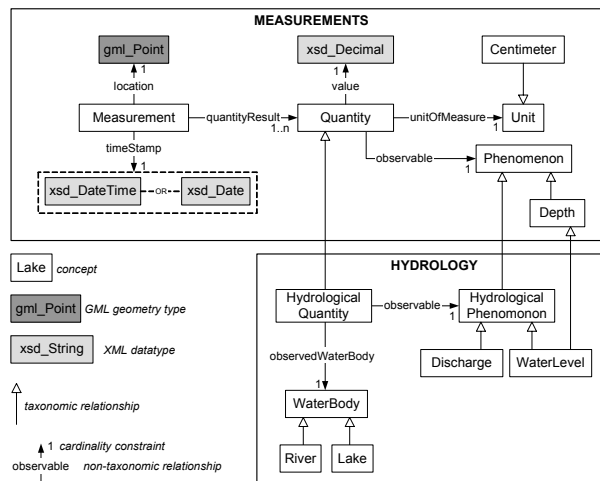 MEASUREMENTS
gml_Point
xsd_Decimal
Centimeter
1
1
location
value
Measurement
quantityResult
1..n
Quantity
unitOfMeasure
1
Unit
timeStamp
1
observable
1
Phenomenon
xsd_DateTime
OR
xsd_Date
Depth
Lake
concept
gml_Point
GML geometry type
xsd_String
XML datatype
taxonomic relationship
1
cardinality constraint
observable
non-taxonomic relationship
HYDROLOGY
Hydrological
Quantity
observable
1
Hydrological
Phenomonon
observedWaterBody
1
Discharge
WaterLevel
WaterBody
River
Lake